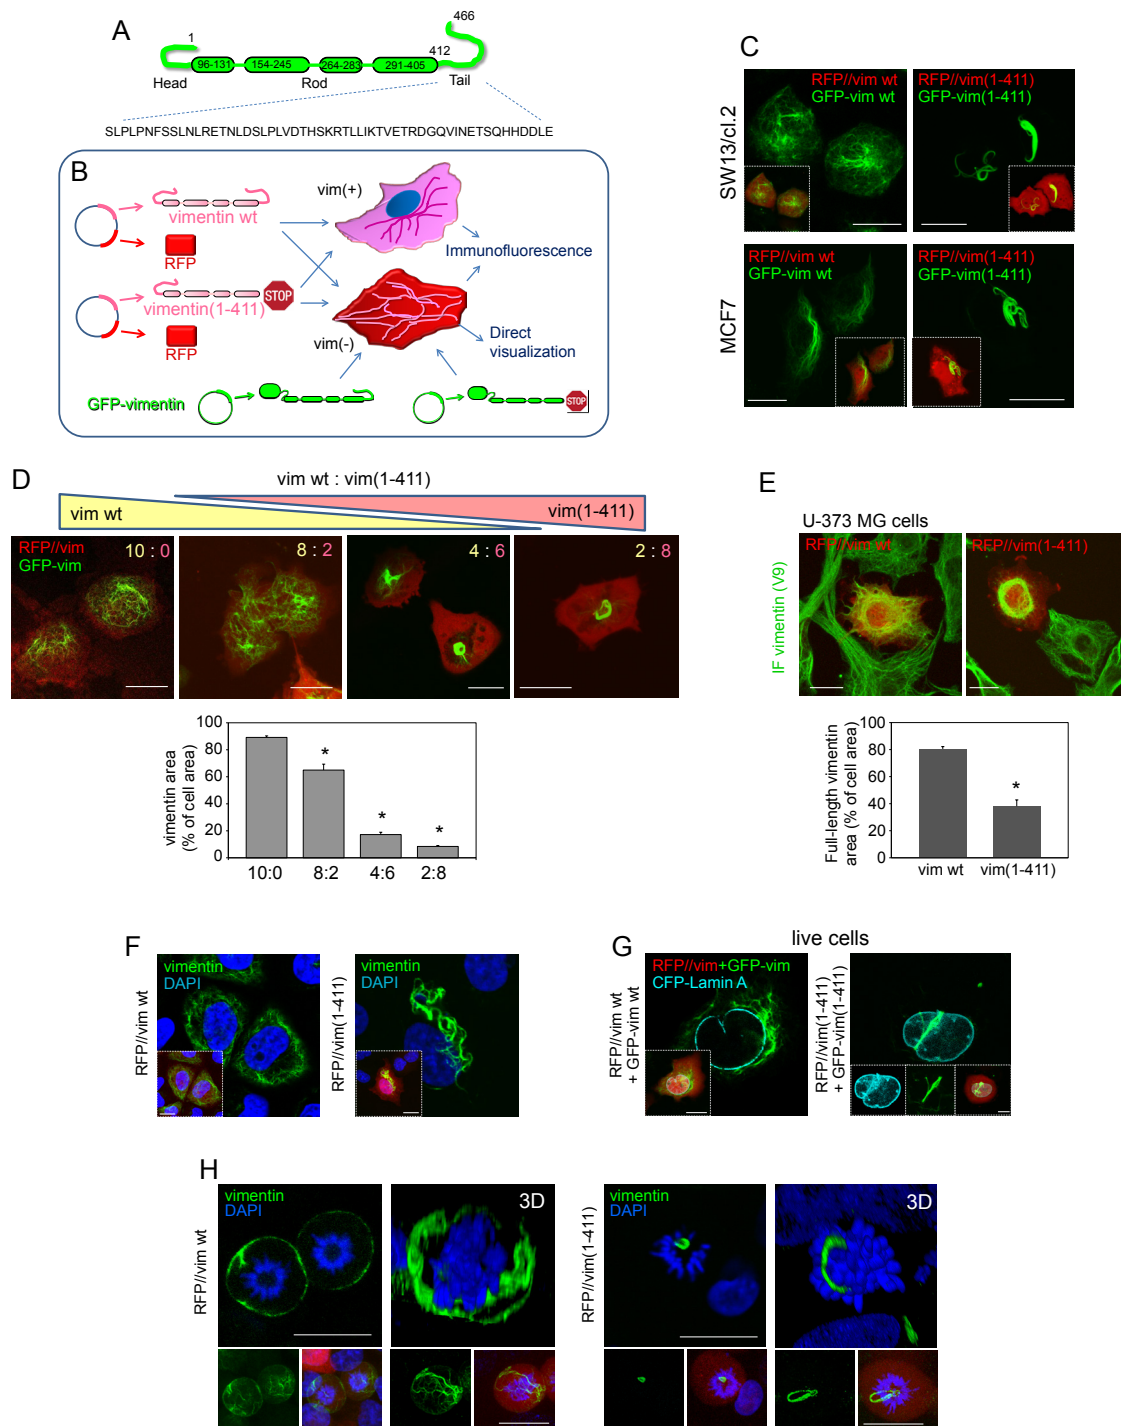 A
1
466
412
96-131
154-245
264-283
291-405
Head
Rod
Tail
SLPLPNFSSLNLRETNLDSLPLVDTHSKRTLLIKTVETRDGQVINETSQHHDDLE
B
vimentin wt
RFP
vimentin(1-411)
STOP
RFP
vim(+)
vim(-)
Immunofluorescence
Direct
visualization
GFP-vimentin
STOP
C
SW13/cl.2
RFP//vim wt
GFP-vim wt
RFP//vim(1-411)
GFP-vim(1-411)
MCF7
RFP//vim wt
GFP-vim wt
RFP//vim(1-411)
GFP-vim(1-411)
D
vim wt : vim(1-411)
vim wt
vim(1-411)
RFP//vim
GFP-vim
10 : 0
8 : 2
4 : 6
2 : 8
vimentin area
(% of cell area)
100
80
60
40
20
0
*
*
*
10:0
8:2
4:6
2:8
E
U-373 MG cells
IF vimentin (V9)
RFP//vim wt
RFP//vim(1-411)
Full-length vimentin
area (% of cell area)
100
80
60
40
20
0
*
vim wt
vim(1-411)
F
RFP//vim wt
vimentin
DAPI
RFP//vim(1-411)
vimentin
DAPI
G
live cells
RFP//vim wt
+ GFP-vim wt
RFP//vim+GFP-vim
CFP-Lamin A
RFP//vim(1-411)
+ GFP-vim(1-411)
H
RFP//vim wt
vimentin
DAPI
3D
RFP//vim(1-411)
vimentin
DAPI
3D